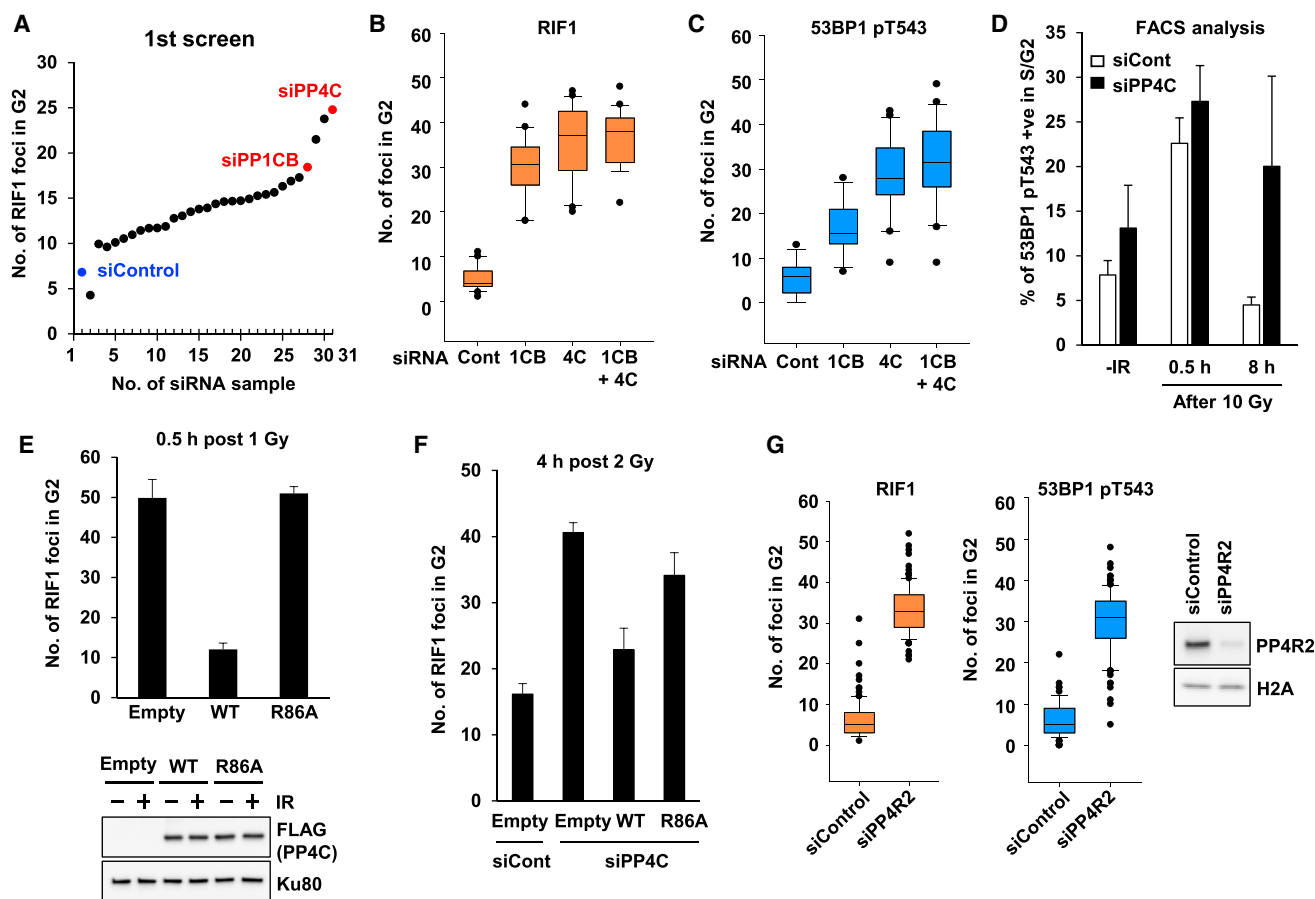 A
1st screen
No. of RIF1 foci in G2
30
25
20
15
10
5
0
siPP4C
siPP1CB
siControl
1 5 10 15 20 25 30 31
No. of siRNA sample
B
RIF1
No. of foci in G2
60
50
40
30
20
10
0
siRNA Cont 1CB 4C 1CB
+ 4C
C
53BP1 pT543
No. of foci in G2
60
50
40
30
20
10
0
siRNA Cont 1CB 4C 1CB
+ 4C
D
FACS analysis
% of 53BP1 pT543 +ve in S/G2
35
30
25
20
15
10
5
0
siCont
siPP4C
-IR 0.5 h 8 h
After 10 Gy
E
0.5 h post 1 Gy
No. of RIF1 foci in G2
60
50
40
30
20
10
0
Empty WT R86A
Empty WT R86A
– + – + – + IR
FLAG
(PP4C)
Ku80
F
4 h post 2 Gy
No. of RIF1 foci in G2
50
40
30
20
10
0
Empty Empty WT R86A
siCont siPP4C
G
RIF1
No. of foci in G2
60
50
40
30
20
10
0
siControl
siPP4R2
53BP1 pT543
No. of foci in G2
60
50
40
30
20
10
0
siControl
siPP4R2
siControl
siPP4R2
PP4R2
H2A